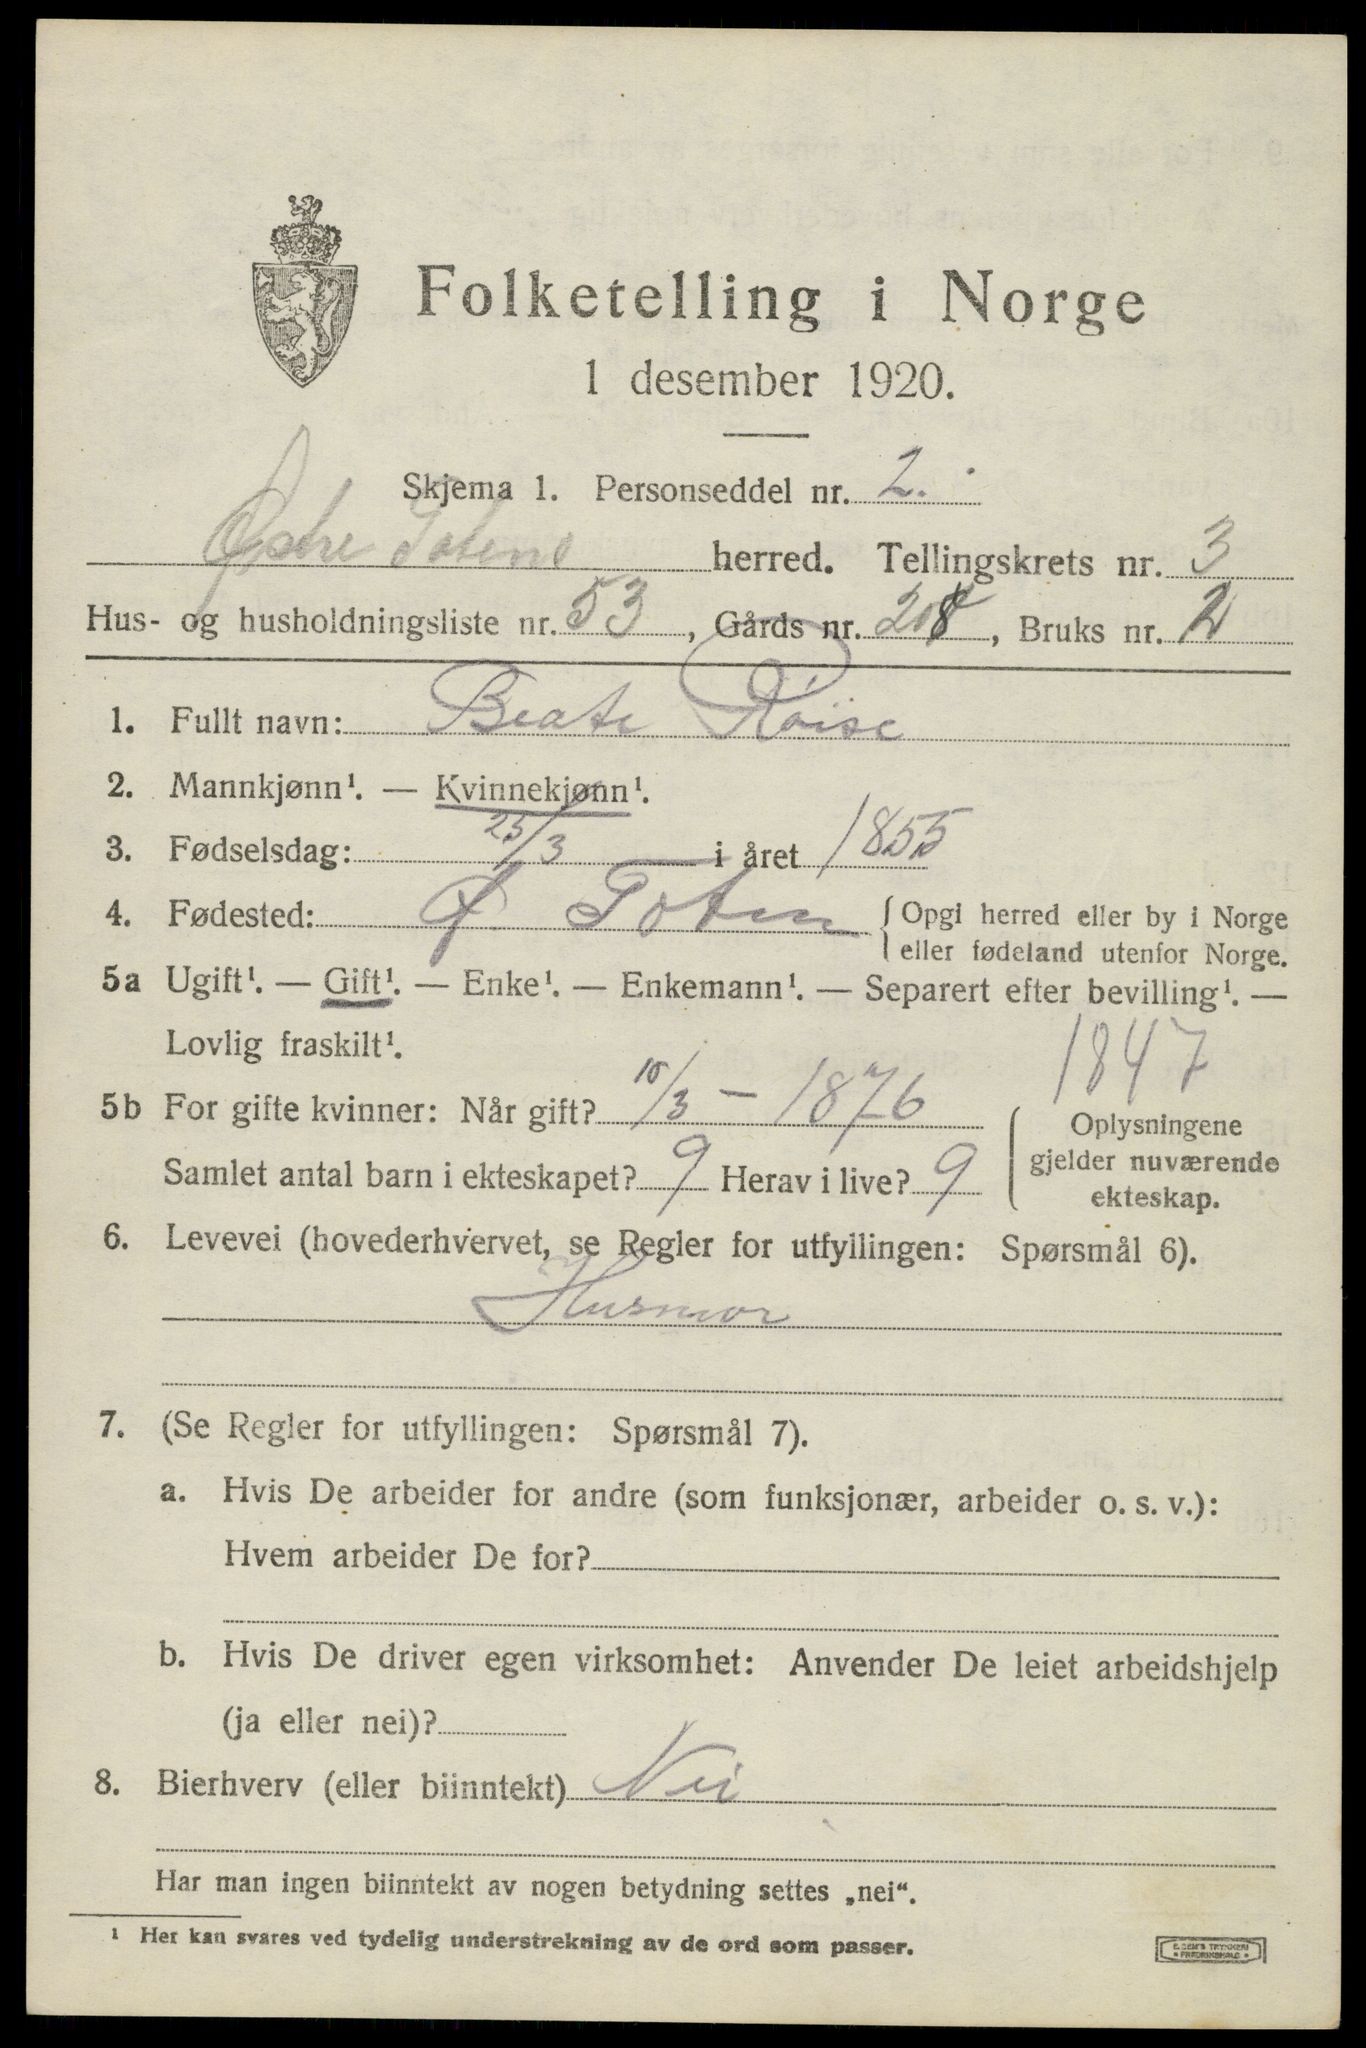 Folketelling i Norge
1 desember 1920.
Skjema 1. Personseddel nr. 2.
Østre Totens herred. Tellingskrets nr. 3
Hus- og husholdningsliste nr. 53, Gårds nr. 208, Bruks nr. 2
1. Fullt navn: Beate Røise
2. Mannkjønn¹. — Kvinnekjønn¹.
3. Fødselsdag: 25/3 i året 1855
4. Fødested: Ø. Toten {Opgi herred eller by i Norge
eller fødeland utenfor Norge.
5a Ugift¹. — Gift¹. — Enke¹. — Enkemann¹. — Separert efter bevilling¹. —
Lovlig fraskilt¹. 1847
5b For gifte kvinner: Når gift? 10/3 – 1876
Samlet antal barn i ekteskapet? 9 Herav i live? 9
Oplysningene
gjelder nuværende
ekteskap.
6. Levevei (hovederhvervet, se Regler for utfyllingen: Spørsmål 6).
Husmor
7. (Se Regler for utfyllingen: Spørsmål 7).
a. Hvis De arbeider for andre (som funksjonær, arbeider o. s. v.):
Hvem arbeider De for?
b. Hvis De driver egen virksomhet: Anvender De leiet arbeidshjelp
(ja eller nei)?
8. Bierhverv (eller biinntekt) Nei
Har man ingen biinntekt av nogen betydning settes „nei“.
¹ Her kan svares ved tydelig understrekning av de ord som passer.
E. SEM'S TRYKKERI
FREDRIKSHALD